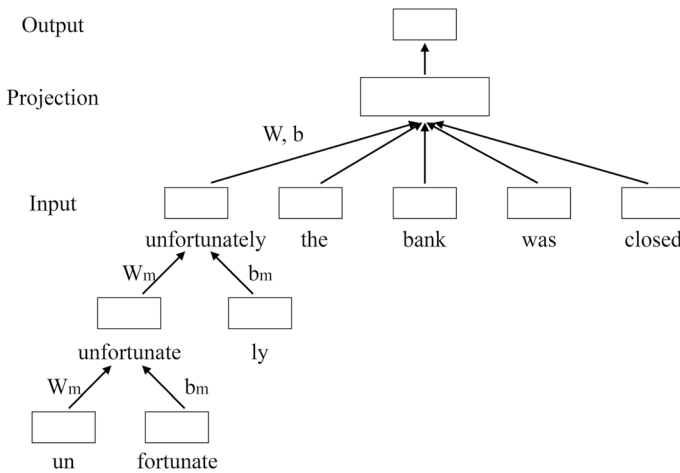 Output
Projection
W, b
Input
unfortunately the bank was closed
Wm bm
unfortunate ly
Wm bm
un fortunate